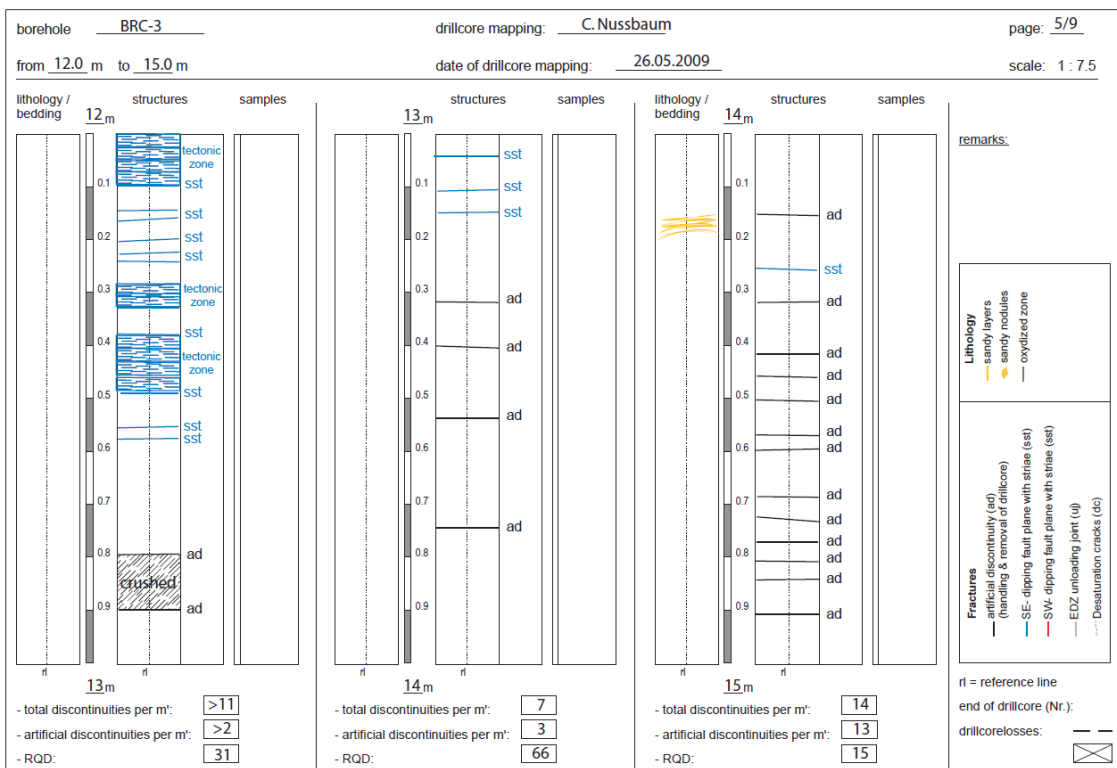 borehole BRC-3 drillcore mapping: C. Nussbaum page: 5/9
from 12.0 m to 15.0 m date of drillcore mapping: 26.05.2009 scale: 1 : 7.5
lithology / bedding structures samples
12 m
tectonic zone
0.1
sst
sst
0.2
sst
sst
0.3
tectonic zone
sst
0.4
tectonic zone
0.5
sst
sst
sst
0.6
0.7
0.8
ad
crushed
0.9
ad
rl rl
13 m
- total discontinuities per m': >11
- artificial discontinuities per m': >2
- RQD: 31
structures samples
13 m
sst
0.1
sst
sst
0.2
0.3
ad
0.4
ad
0.5
ad
0.6
0.7
ad
0.8
0.9
rl rl
14 m
- total discontinuities per m': 7
- artificial discontinuities per m': 3
- RQD: 66
lithology / bedding structures samples
14 m
0.1
ad
0.2
sst
0.3
ad
0.4
ad
ad
0.5
ad
ad
0.6
ad
0.7
ad
ad
ad
0.8
ad
ad
0.9
ad
rl rl
15 m
- total discontinuities per m': 14
- artificial discontinuities per m': 13
- RQD: 15
remarks:
Lithology
sandy layers
sandy nodules
oxydized zone
Fractures
artificial discontinuity (ad)
(handling & removal of drillcore)
SE- dipping fault plane with striae (sst)
SW- dipping fault plane with striae (sst)
EDZ unloading joint (uj)
Desaturation cracks (dc)
rl = reference line
end of drillcore (Nr.):
drillcorelosses: